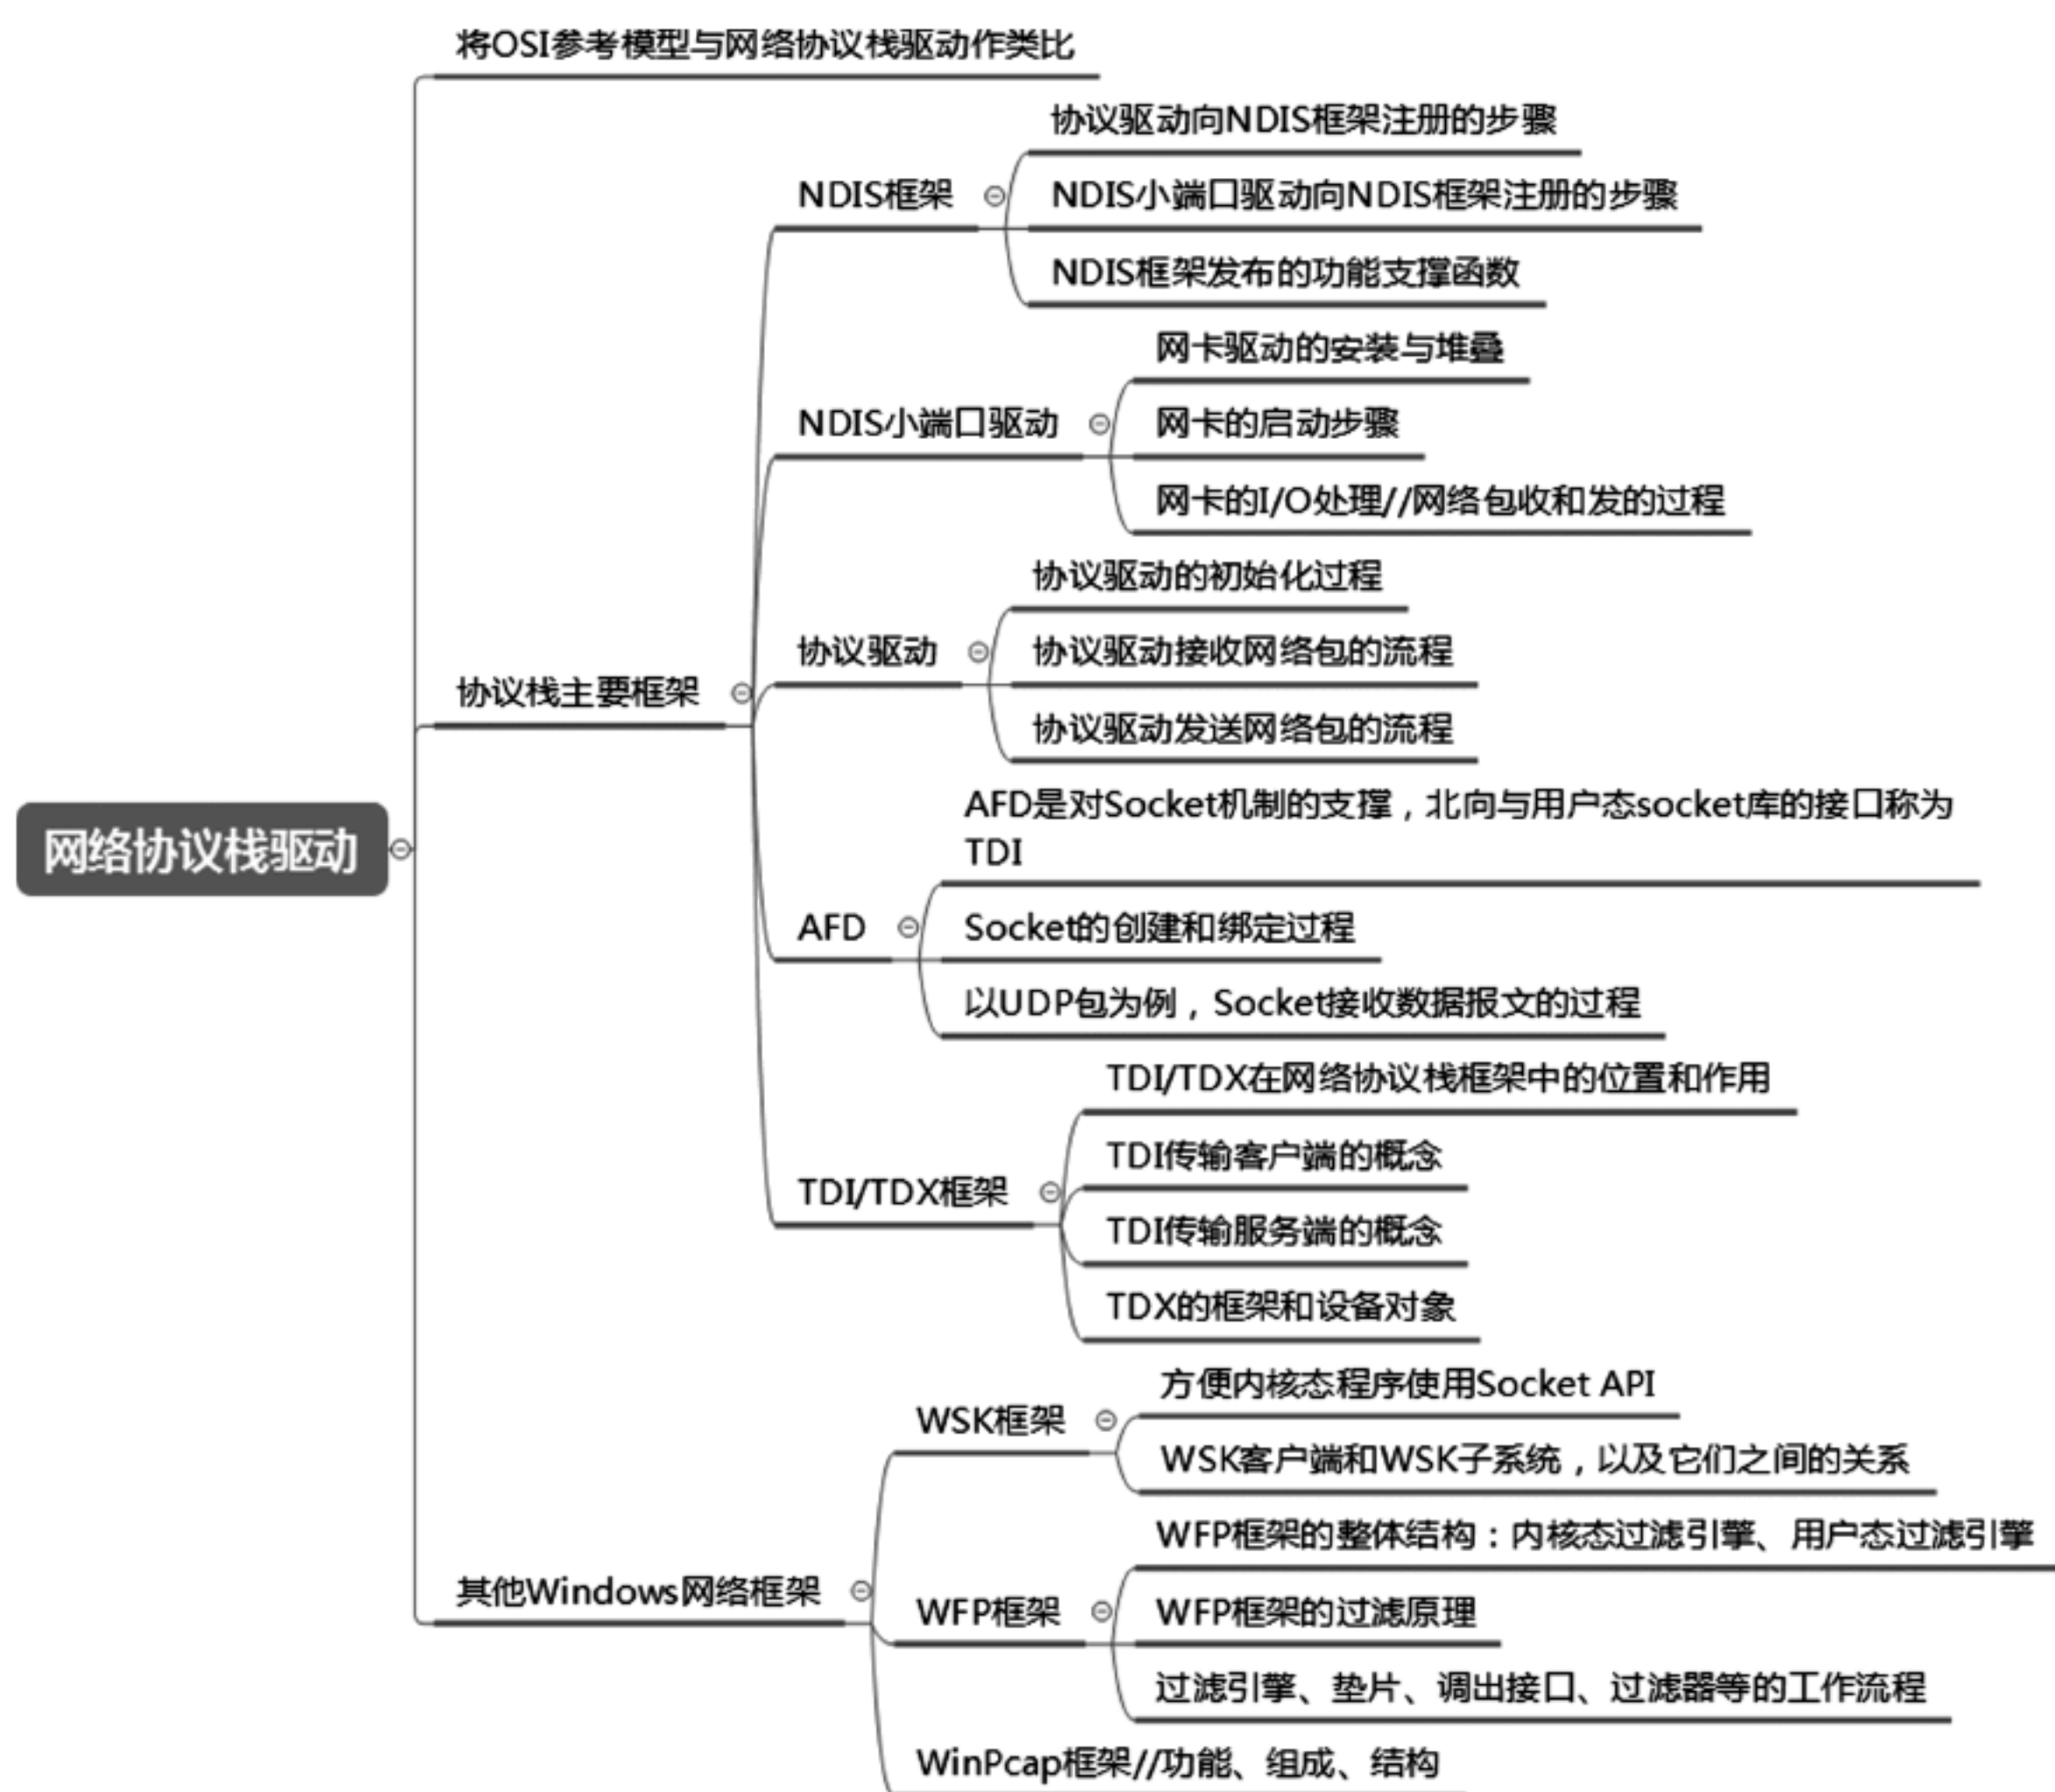 将OSI参考模型与网络协议栈驱动作类比
协议驱动向NDIS框架注册的步骤
NDIS框架
NDIS小端口驱动向NDIS框架注册的步骤
NDIS框架发布的功能支撑函数
网卡驱动的安装与堆叠
NDIS小端口驱动
网卡的启动步骤
网卡的I/O处理//网络包收和发的过程
协议驱动的初始化过程
协议驱动
协议驱动接收网络包的流程
协议栈主要框架
协议驱动发送网络包的流程
AFD是对Socket机制的支撑，北向与用户态socket库的接口称为
TDI
网络协议栈驱动
AFD
Socket的创建和绑定过程
以UDP包为例，Socket接收数据报文的过程
TDI/TDX在网络协议栈框架中的位置和作用
TDI传输客户端的概念
TDI/TDX框架
TDI传输服务端的概念
TDX的框架和设备对象
方便内核态程序使用Socket API
WSK框架
WSK客户端和WSK子系统，以及它们之间的关系
WFP框架的整体结构：内核态过滤引擎、用户态过滤引擎
其他Windows网络框架
WFP框架
WFP框架的过滤原理
过滤引擎、垫片、调出接口、过滤器等的工作流程
WinPcap框架//功能、组成、结构